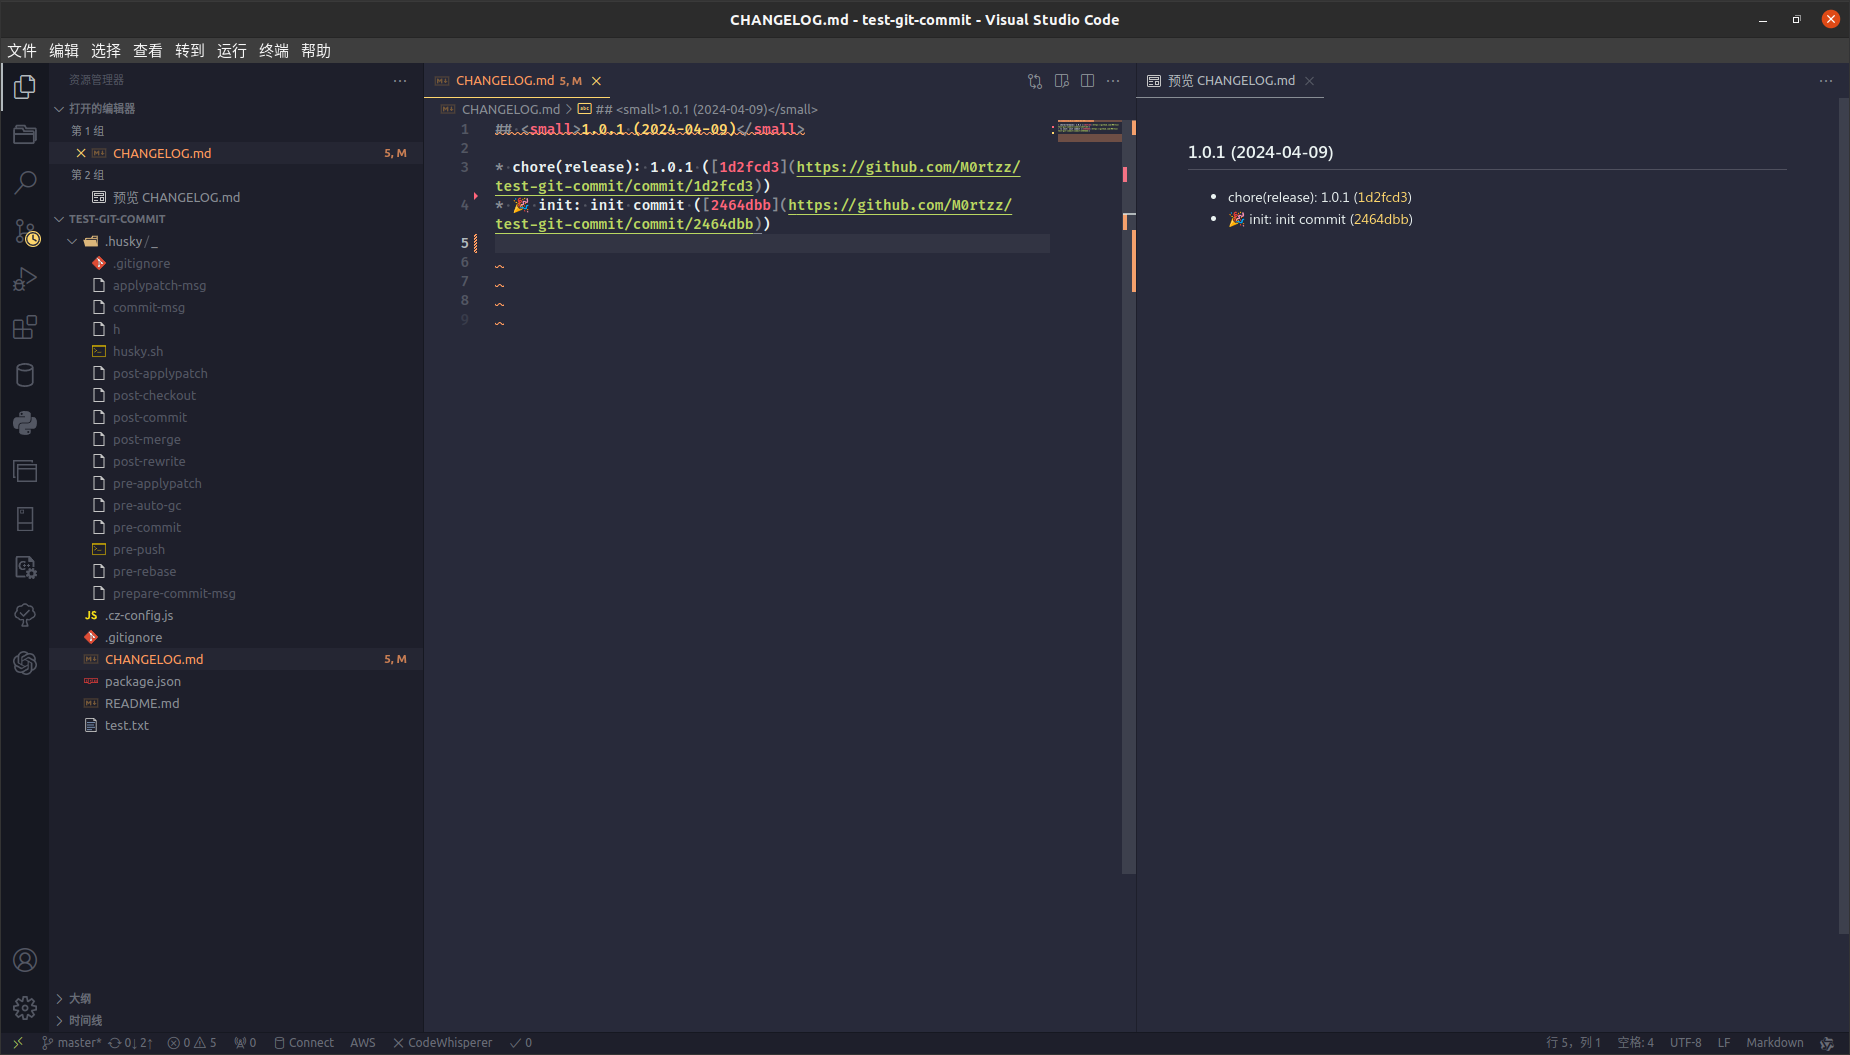 CHANGELOG.md - test-git-commit - Visual Studio Code
文件 编辑 选择 查看 转到 运行 终端 帮助
资源管理器
打开的编辑器
第 1 组
CHANGELOG.md 5, M
第 2 组
预览 CHANGELOG.md
TEST-GIT-COMMIT
.husky / _
.gitignore
applypatch-msg
commit-msg
h
husky.sh
post-applypatch
post-checkout
post-commit
post-merge
post-rewrite
pre-applypatch
pre-auto-gc
pre-commit
pre-push
pre-rebase
prepare-commit-msg
JS .cz-config.js
.gitignore
CHANGELOG.md 5, M
package.json
README.md
test.txt
大纲
时间线
CHANGELOG.md 5, M
CHANGELOG.md > ## <small>1.0.1 (2024-04-09)</small>
1 ## <small>1.0.1 (2024-04-09)</small>
2
3 * chore(release): 1.0.1 ([1d2fcd3](https://github.com/M0rtzz/
test-git-commit/commit/1d2fcd3))
4 * 🎉 init: init commit ([2464dbb](https://github.com/M0rtzz/
test-git-commit/commit/2464dbb))
5
6
7
8
9
预览 CHANGELOG.md
1.0.1 (2024-04-09)
• chore(release): 1.0.1 (1d2fcd3)
• 🎉 init: init commit (2464dbb)
master* 0↓ 2↑ 0 5 0 Connect AWS CodeWhisperer 0
行 5，列 1 空格: 4 UTF-8 LF Markdown